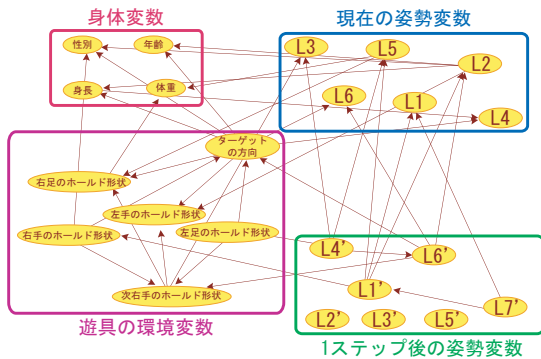 身体変数
現在の姿勢変数
性別
年齢
身長
体重
L3
L5
L2
L6
L1
L4
ターゲット
の方向
右足のホールド形状
左手のホールド形状
右手のホールド形状
左足のホールド形状
次右手のホールド形状
遊具の環境変数
L4’
L6’
L1’
L7’
L2’
L3’
L5’
1ステップ後の姿勢変数